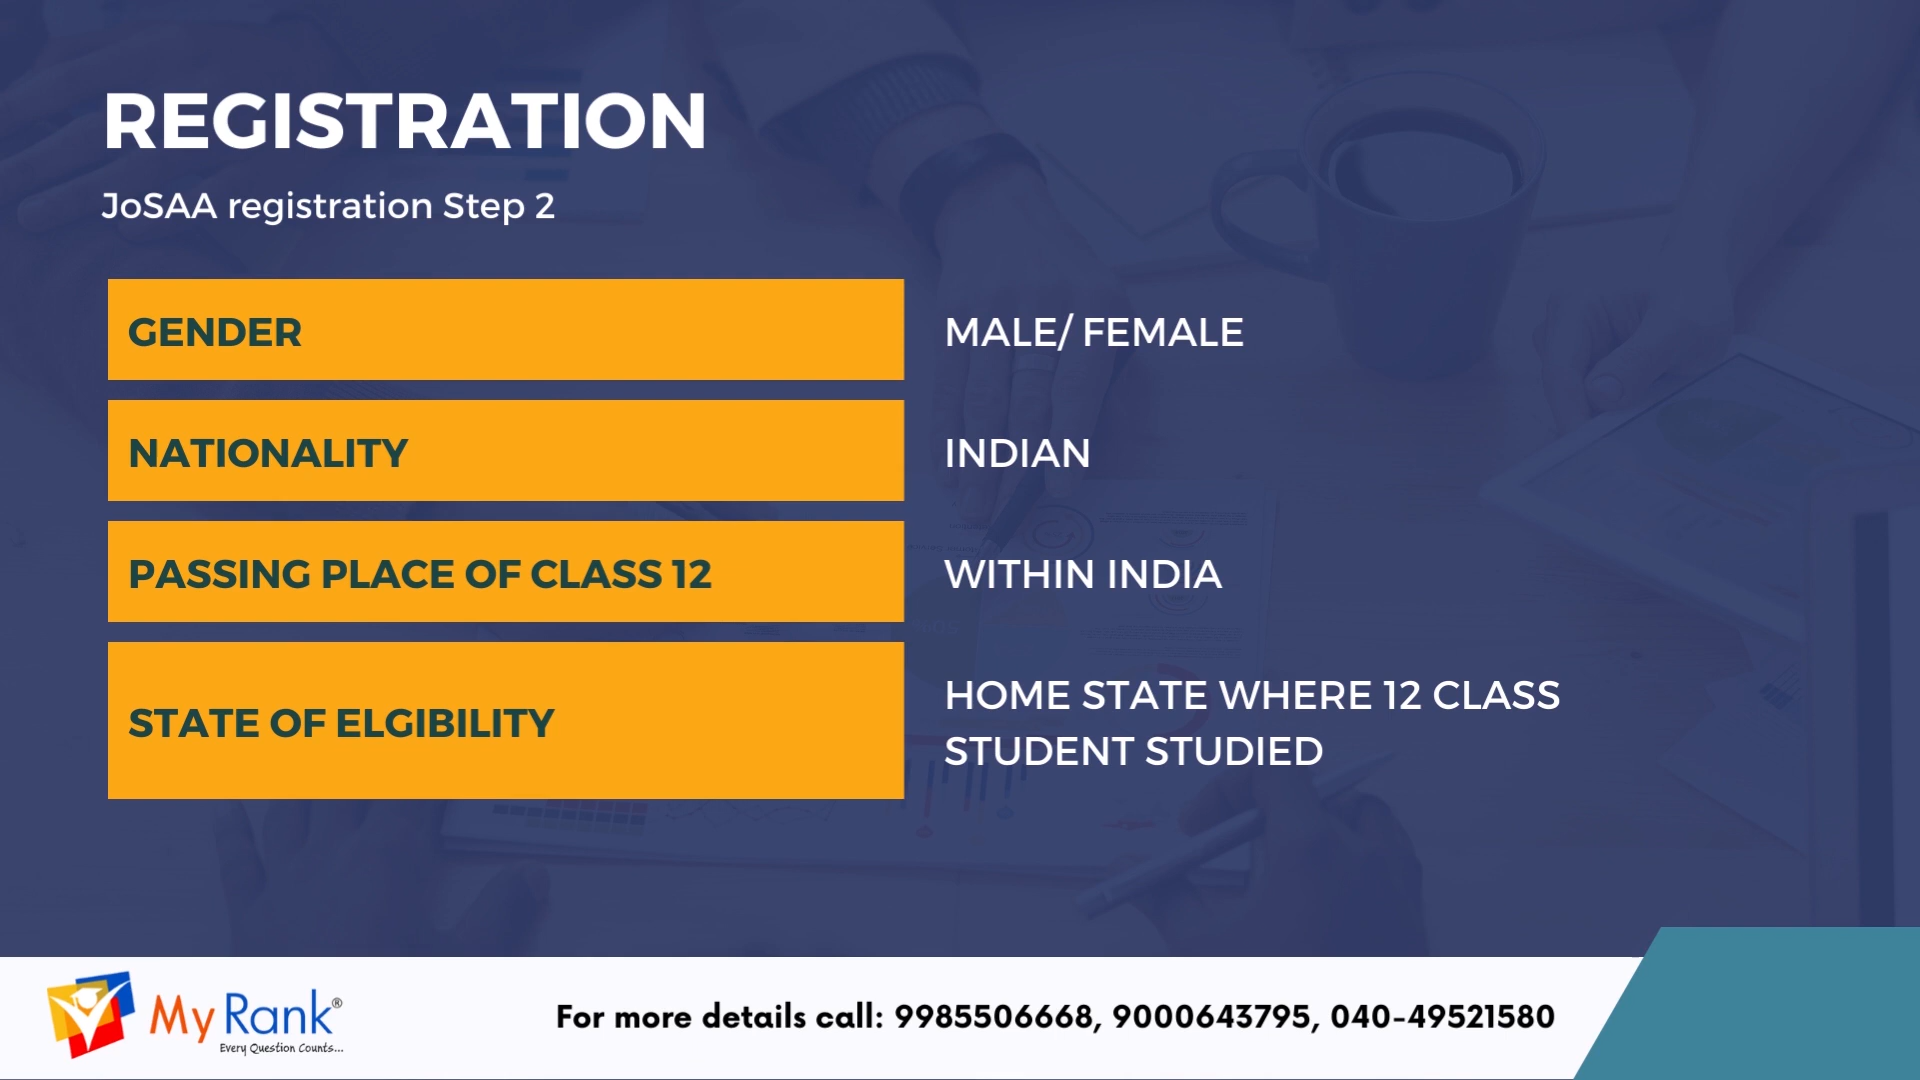 REGISTRATION
JoSAA registration Step 2
GENDER
MALE/ FEMALE
NATIONALITY
INDIAN
PASSING PLACE OF CLASS 12
WITHIN INDIA
STATE OF ELGIBILITY
HOME STATE WHERE 12 CLASS
STUDENT STUDIED
My Rank®
Every Question Counts...
For more details call: 9985506668, 9000643795, 040-49521580